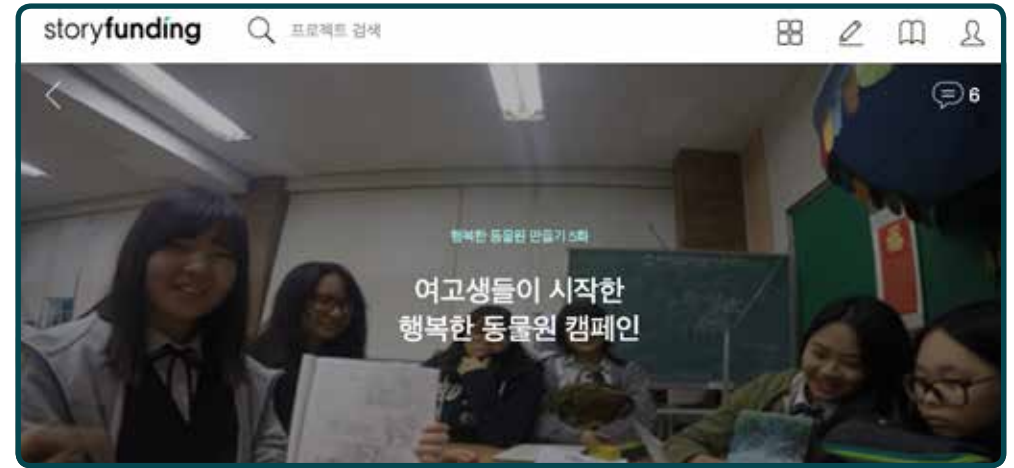 storyfunding
프로젝트 검색
6
행복한 동물원 만들기 5화
여고생들이 시작한
행복한 동물원 캠페인